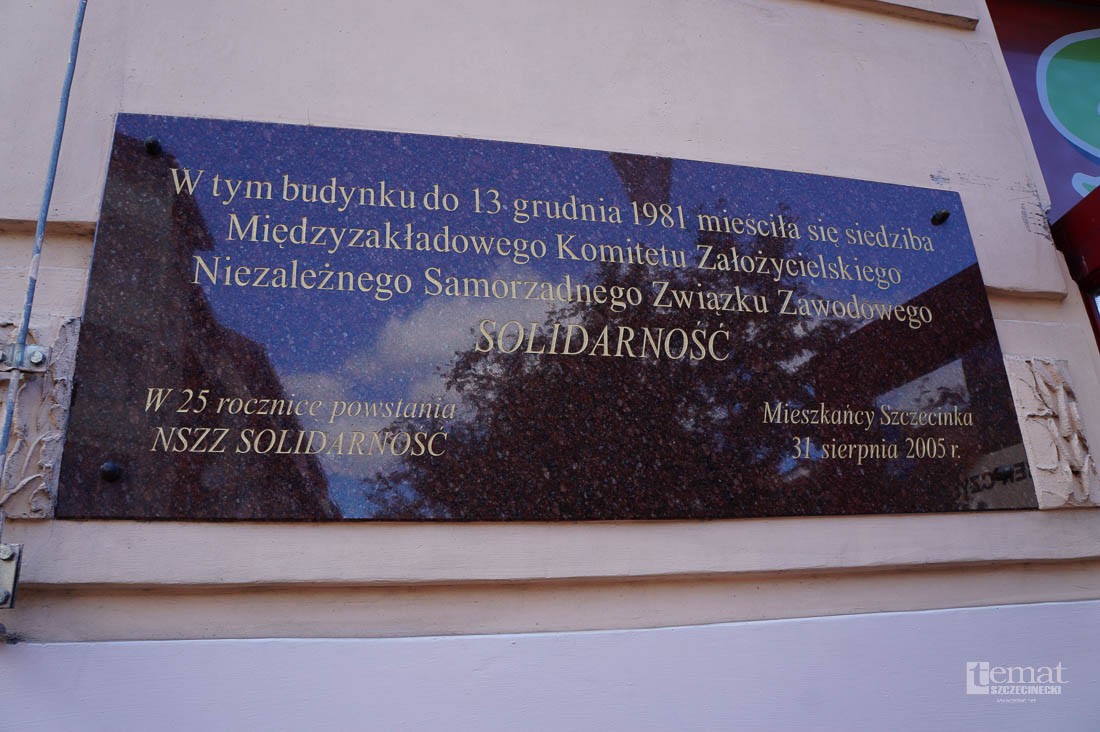 W tym budynku do 13 grudnia 1981 mieściła się siedziba
Międzyzakładowego Komitetu Założycielskiego
Niezależnego Samorządnego Związku Zawodowego
SOLIDARNOŚĆ
W 25 rocznice powstania
NSZZ SOLIDARNOŚĆ
Mieszkańcy Szczecinka
31 sierpnia 2005 r.
temat
SZCZECINECKI